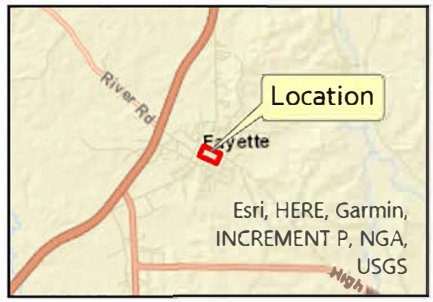 River Rd
Location
Fayette
Esri, HERE, Garmin,
INCREMENT P, NGA,
USGS